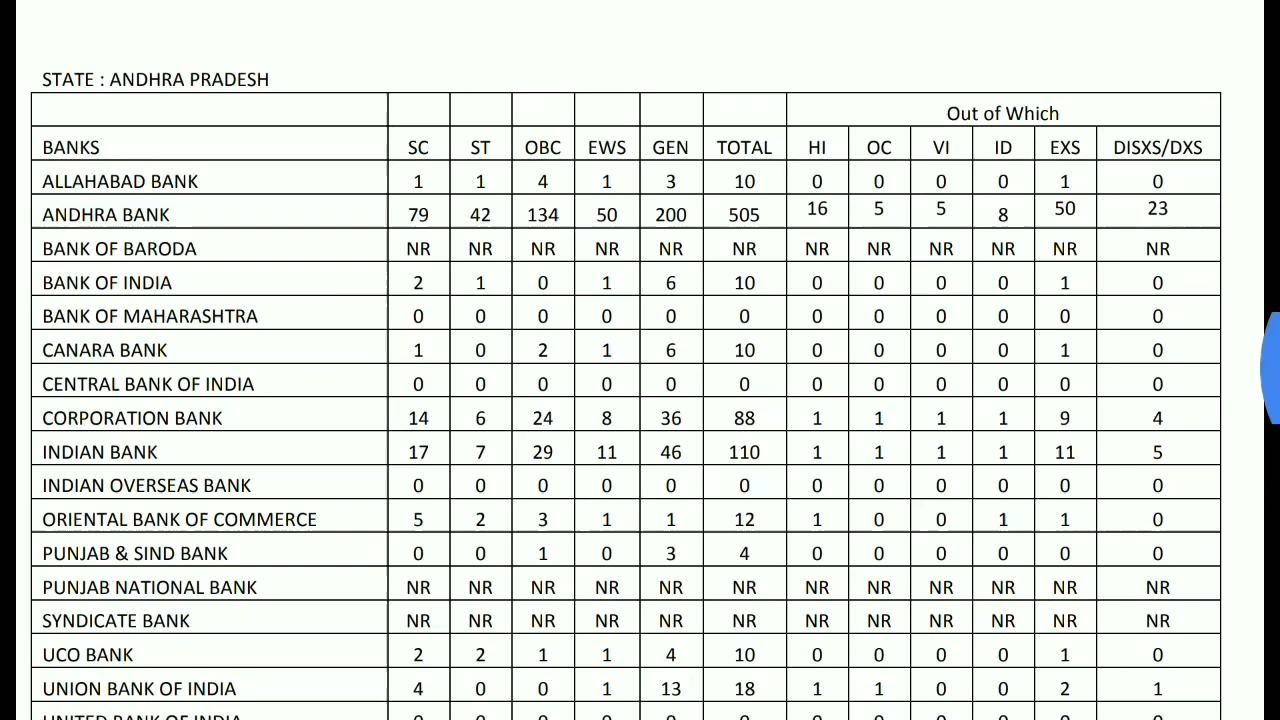 STATE : ANDHRA PRADESH
Out of Which
BANKS SC ST OBC EWS GEN TOTAL HI OC VI ID EXS DISXS/DXS
ALLAHABAD BANK 1 1 4 1 3 10 0 0 0 0 1 0
ANDHRA BANK 79 42 134 50 200 505 16 5 5 8 50 23
BANK OF BARODA NR NR NR NR NR NR NR NR NR NR NR NR
BANK OF INDIA 2 1 0 1 6 10 0 0 0 0 1 0
BANK OF MAHARASHTRA 0 0 0 0 0 0 0 0 0 0 0 0
CANARA BANK 1 0 2 1 6 10 0 0 0 0 1 0
CENTRAL BANK OF INDIA 0 0 0 0 0 0 0 0 0 0 0 0
CORPORATION BANK 14 6 24 8 36 88 1 1 1 1 9 4
INDIAN BANK 17 7 29 11 46 110 1 1 1 1 11 5
INDIAN OVERSEAS BANK 0 0 0 0 0 0 0 0 0 0 0 0
ORIENTAL BANK OF COMMERCE 5 2 3 1 1 12 1 0 0 1 1 0
PUNJAB & SIND BANK 0 0 1 0 3 4 0 0 0 0 0 0
PUNJAB NATIONAL BANK NR NR NR NR NR NR NR NR NR NR NR NR
SYNDICATE BANK NR NR NR NR NR NR NR NR NR NR NR NR
UCO BANK 2 2 1 1 4 10 0 0 0 0 1 0
UNION BANK OF INDIA 4 0 0 1 13 18 1 1 0 0 2 1
UNITED BANK OF INDIA